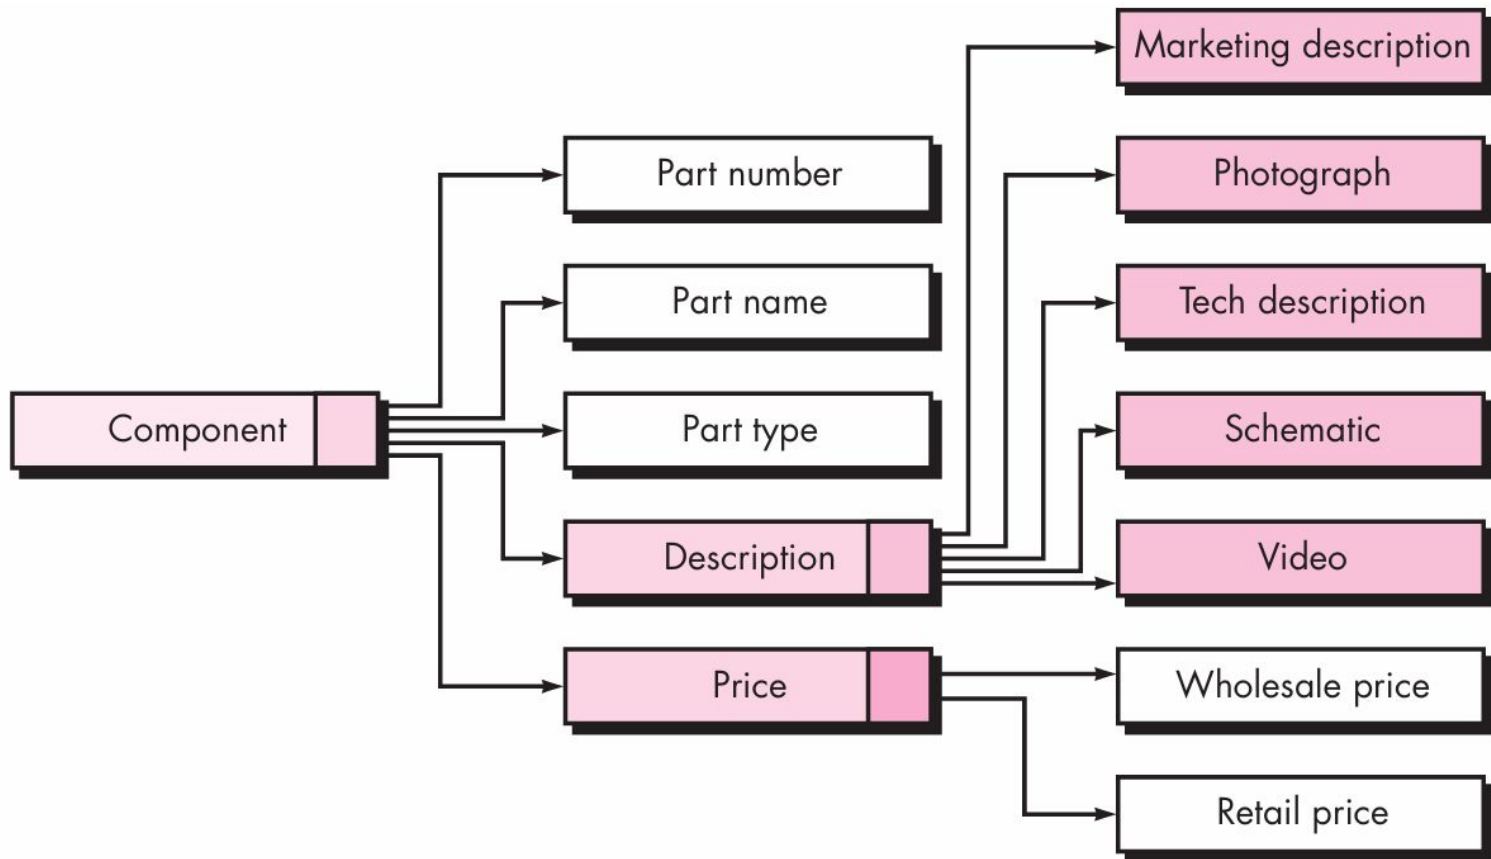 Component
Part number
Part name
Part type
Description
Price
Marketing description
Photograph
Tech description
Schematic
Video
Wholesale price
Retail price